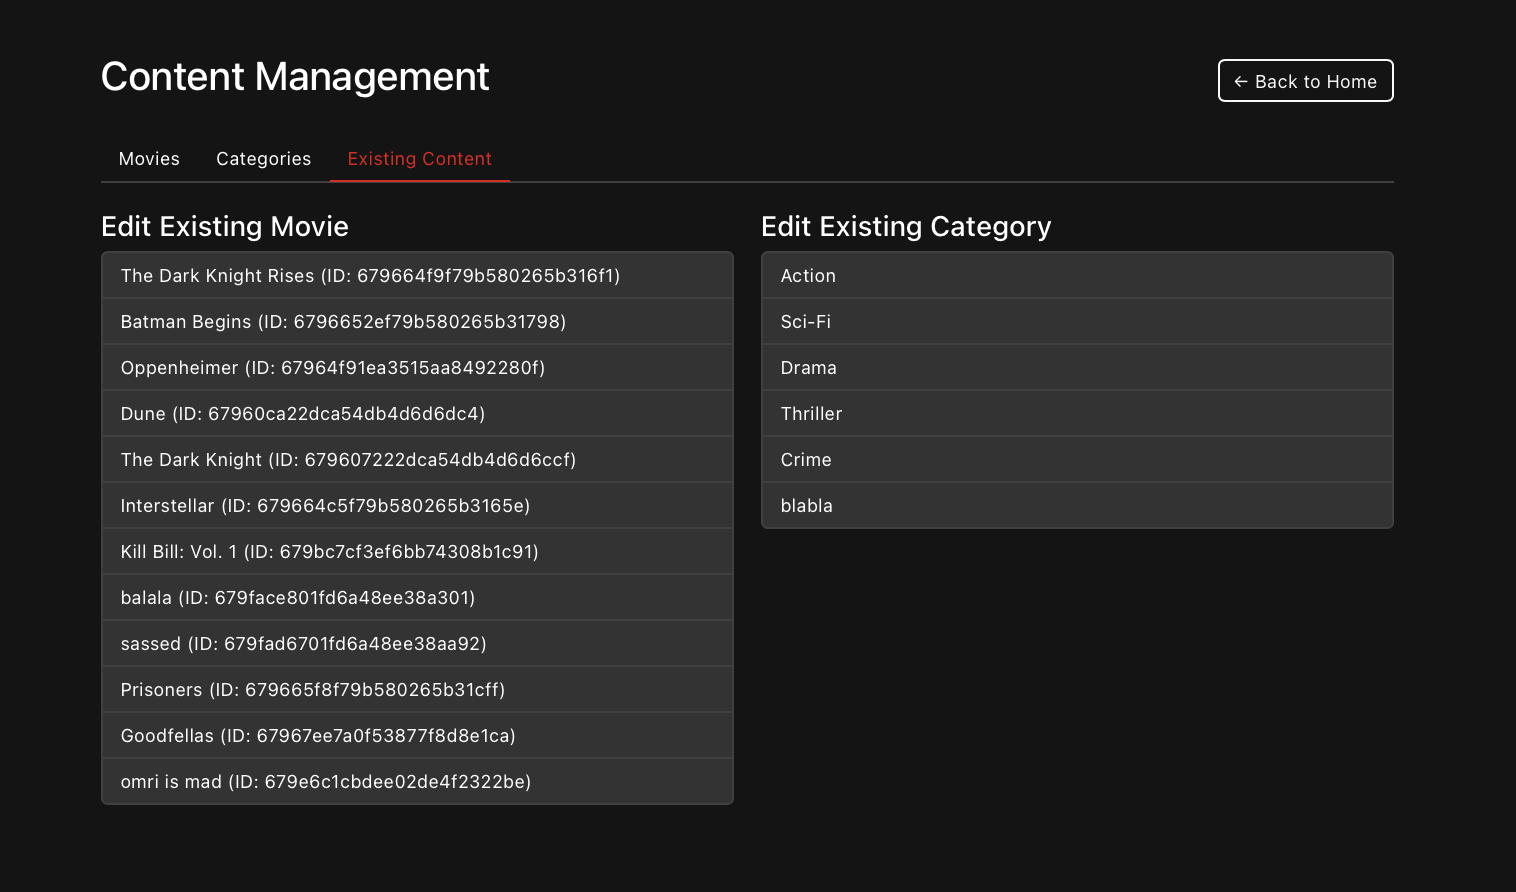 Content Management
← Back to Home
Movies
Categories
Existing Content
Edit Existing Movie
The Dark Knight Rises (ID: 679664f9f79b580265b316f1)
Batman Begins (ID: 6796652ef79b580265b31798)
Oppenheimer (ID: 67964f91ea3515aa8492280f)
Dune (ID: 67960ca22dca54db4d6d6dc4)
The Dark Knight (ID: 679607222dca54db4d6d6ccf)
Interstellar (ID: 679664c5f79b580265b3165e)
Kill Bill: Vol. 1 (ID: 679bc7cf3ef6bb74308b1c91)
balala (ID: 679face801fd6a48ee38a301)
sassed (ID: 679fad6701fd6a48ee38aa92)
Prisoners (ID: 679665f8f79b580265b31cff)
Goodfellas (ID: 67967ee7a0f53877f8d8e1ca)
omri is mad (ID: 679e6c1cbdee02de4f2322be)
Edit Existing Category
Action
Sci-Fi
Drama
Thriller
Crime
blabla